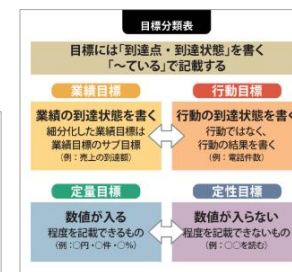 目標分類表
目標には「到達点・到達状態」を書く
「～ている」で記載する
業績目標
業績の到達状態を書く
細分化した業績目標は
業績目標のサブ目標
(例：売上の到達額)
行動目標
行動の到達状態を書く
行動ではなく、
行動の結果を書く
(例：電話件数)
定量目標
数値が入る
程度を記載できるもの
(例：○円・○件・○%)
定性目標
数値が入らない
程度を記載できないもの
(例：○○を読む)